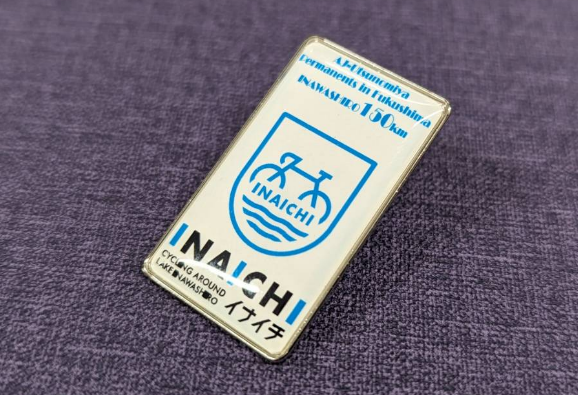 AJ-Utsunomiya
Permanents in Fukushima
INAWASHIRO 150km
INAICHI
INAICHI
CYCLING AROUND
LAKE INAWASHIRO
イナイチ